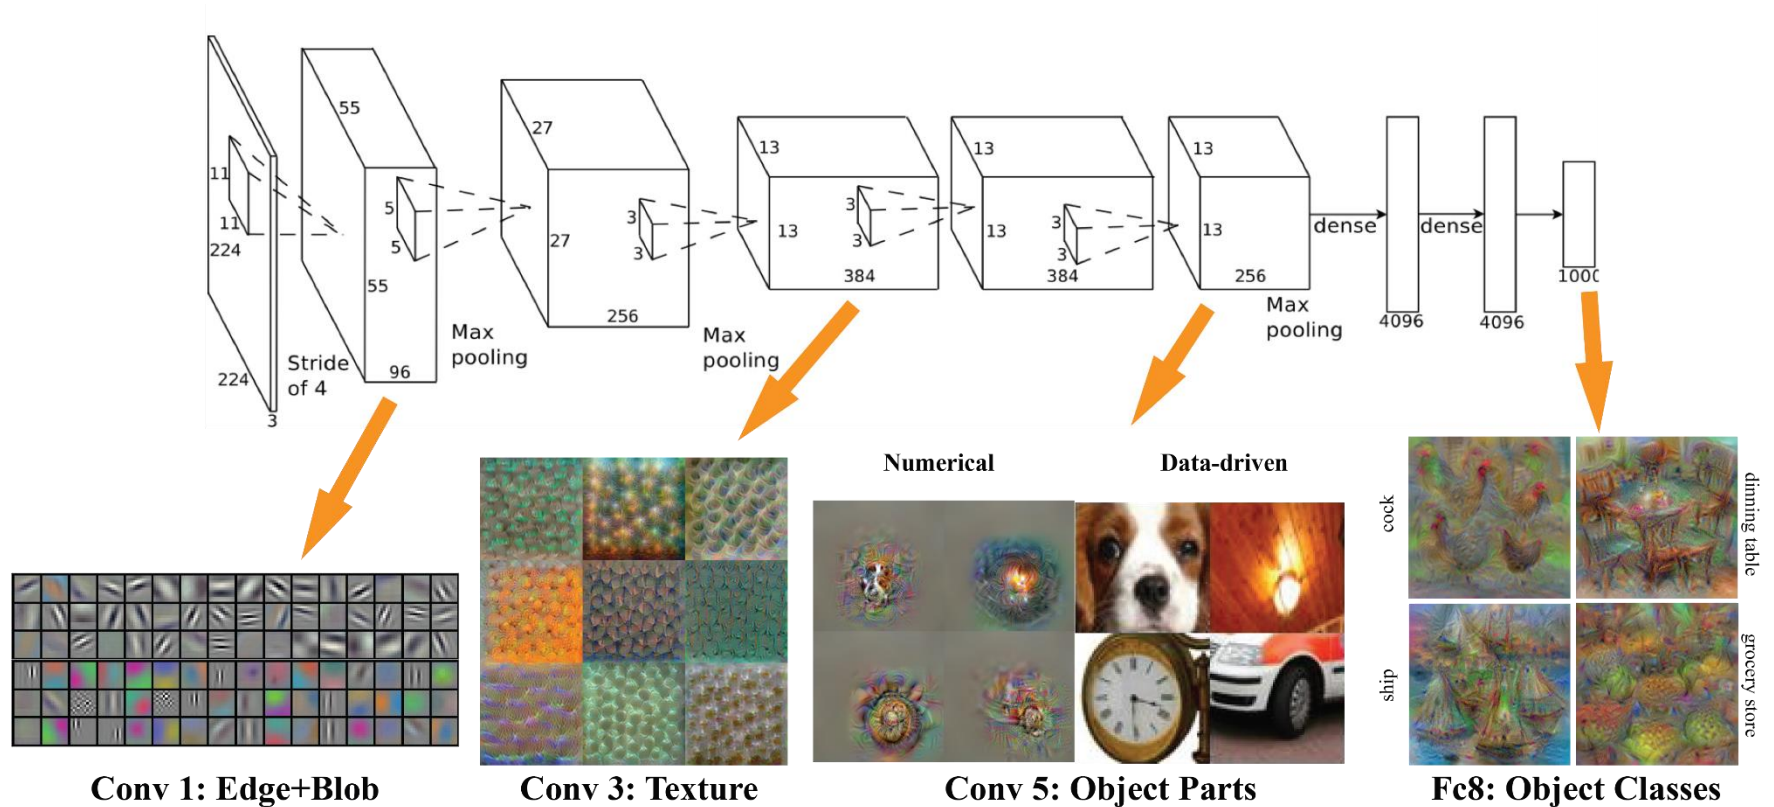 11
11
224
224
3
Stride
of 4
55
5
5
55
96
Max
pooling
27
27
3
3
256
Max
pooling
13
13
3
3
384
13
13
3
3
384
13
13
256
Max
pooling
dense
4096
dense
4096
1000
Numerical
Data-driven
cock
dinning table
ship
grocery store
Conv 1: Edge+Blob
Conv 3: Texture
Conv 5: Object Parts
Fc8: Object Classes